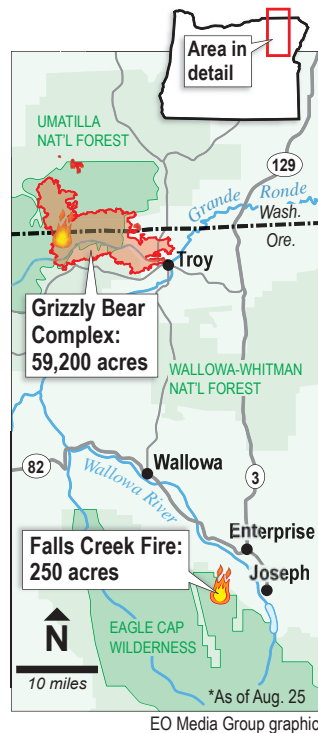 Area in
detail
UMATILLA
NAT'L FOREST
129
Grande Ronde
Wash.
Ore.
Troy
Grizzly Bear
Complex:
59,200 acres
WALLOWA-WHITMAN
NAT'L FOREST
82
Wallowa
3
Wallowa River
Enterprise
Falls Creek Fire:
250 acres
Joseph
N
EAGLE CAP
WILDERNESS
10 miles
*As of Aug. 25
EO Media Group graphic